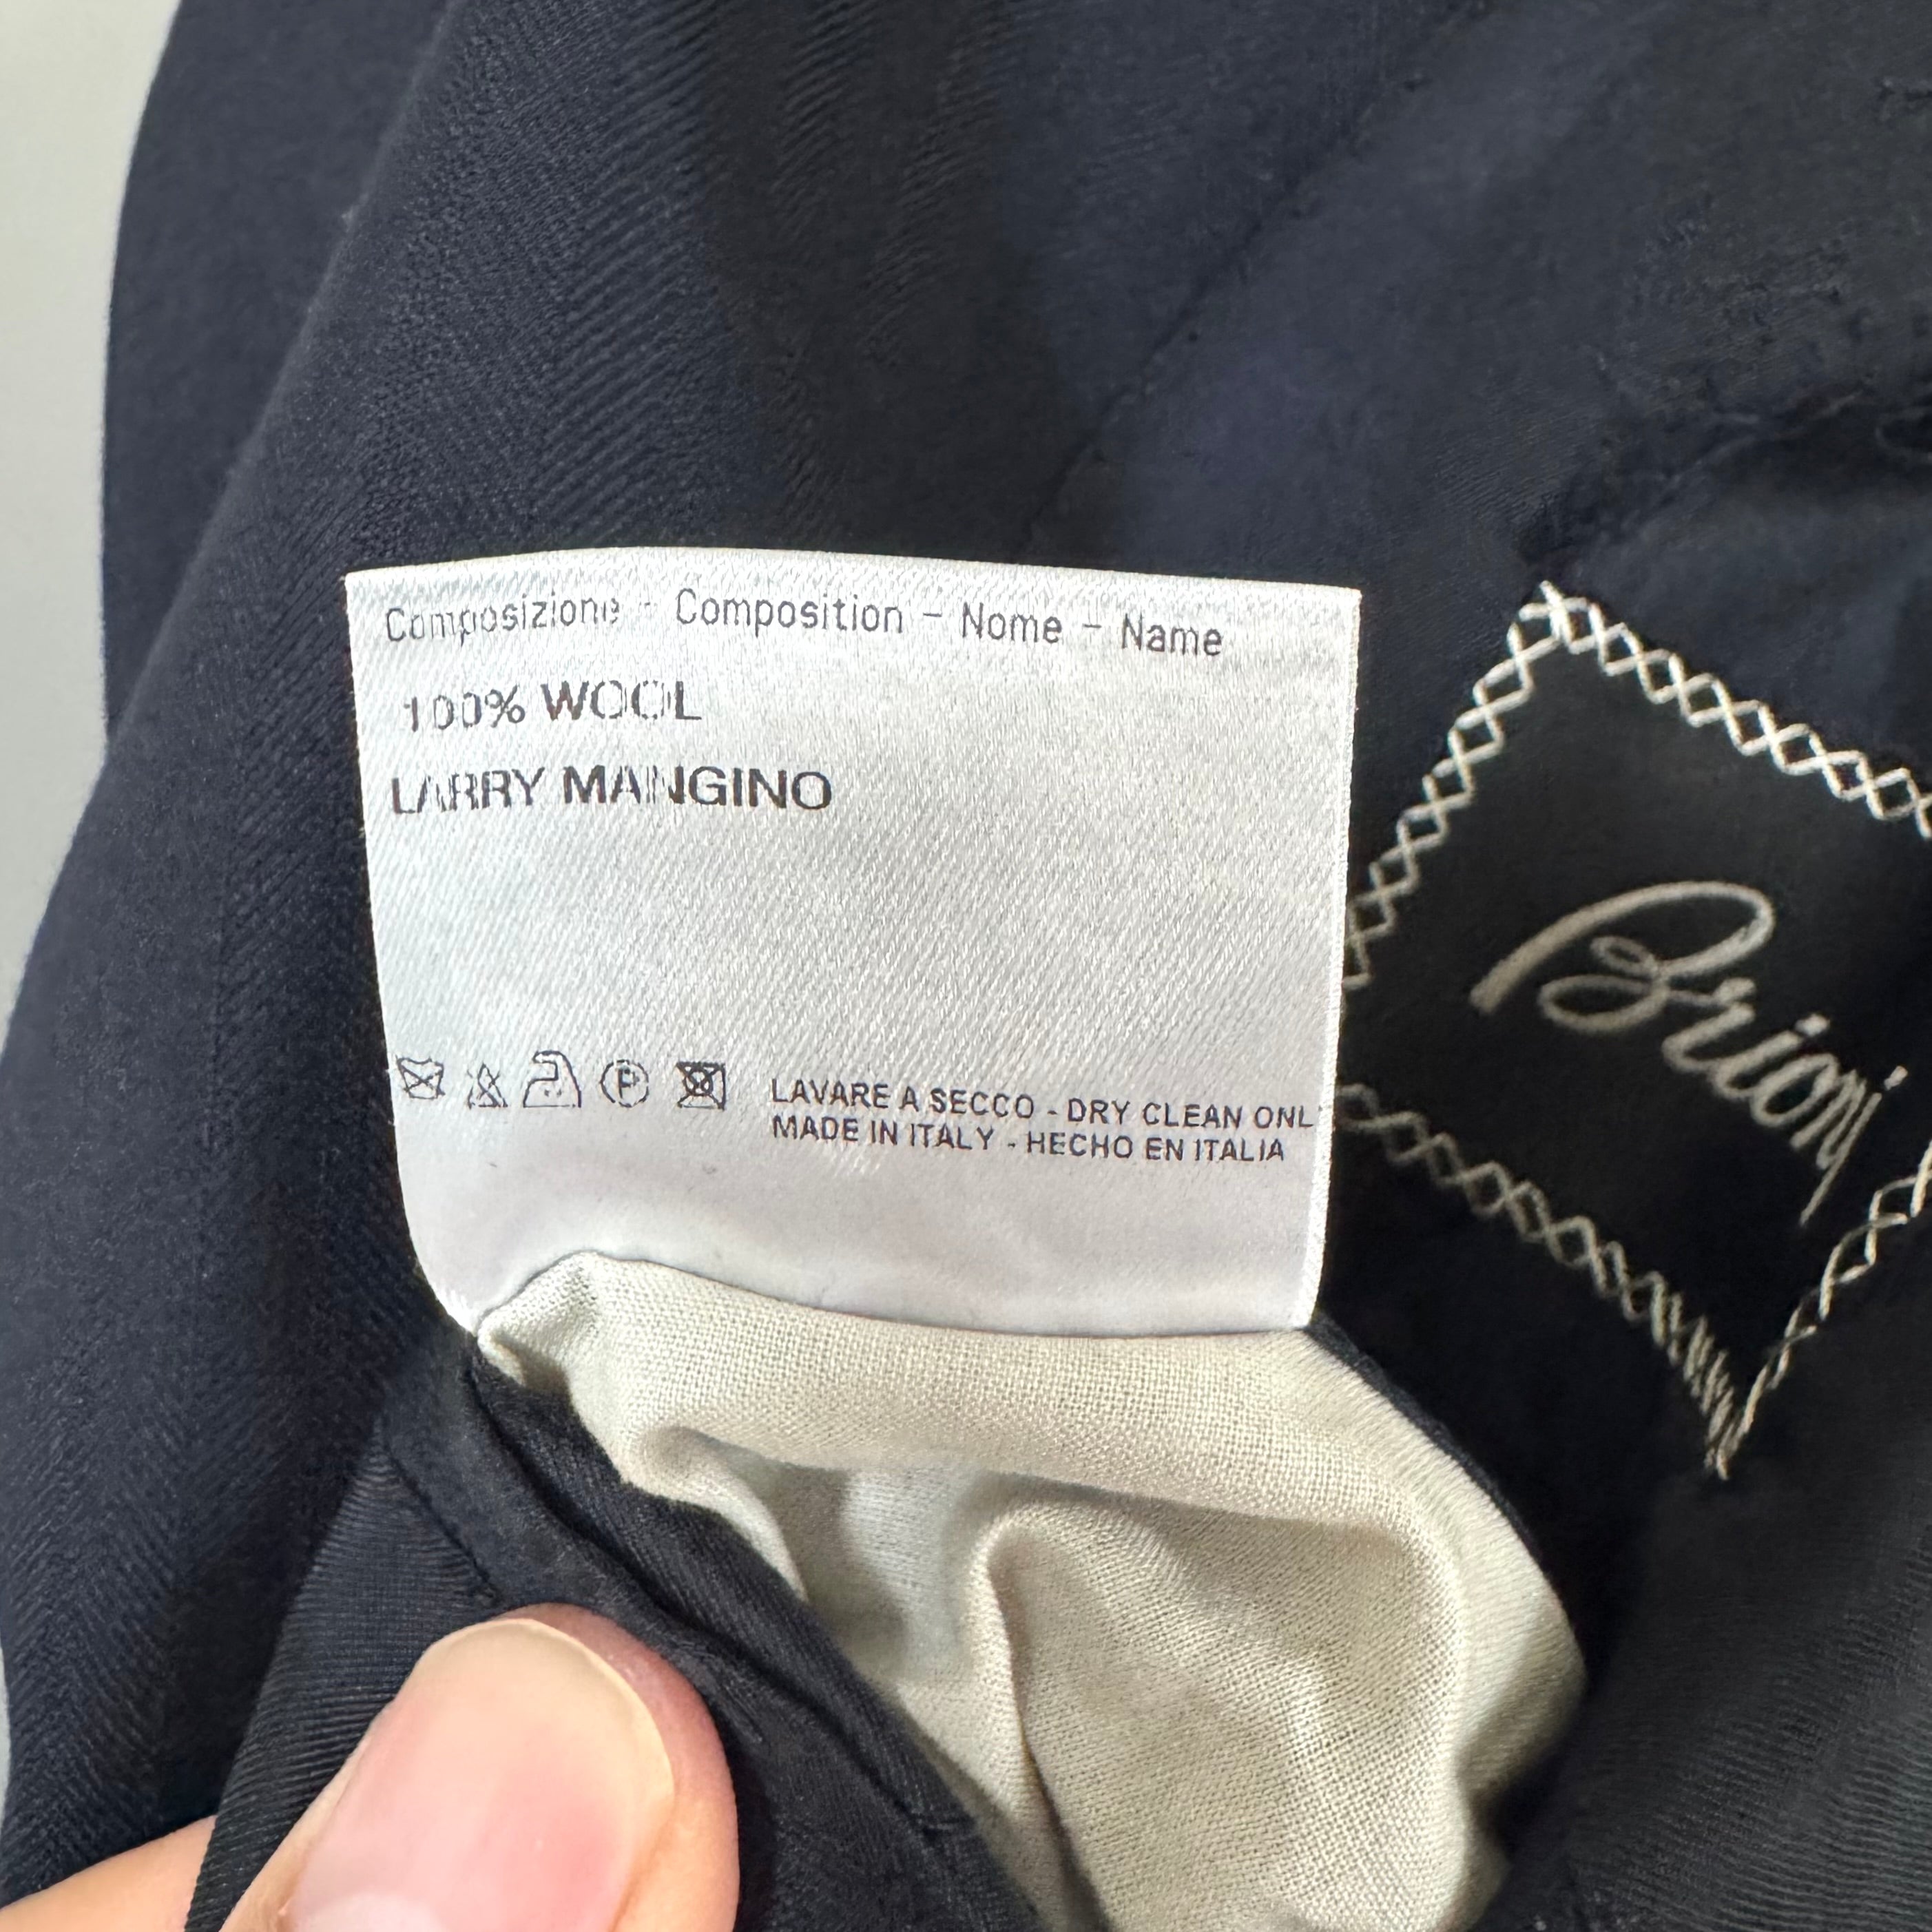 Composizione - Composition - Nome - Name
100% WOOL
LARRY MANGINO
P
LAVARE A SECCO - DRY CLEAN ONL
MADE IN ITALY - HECHO EN ITALIA
Brioni